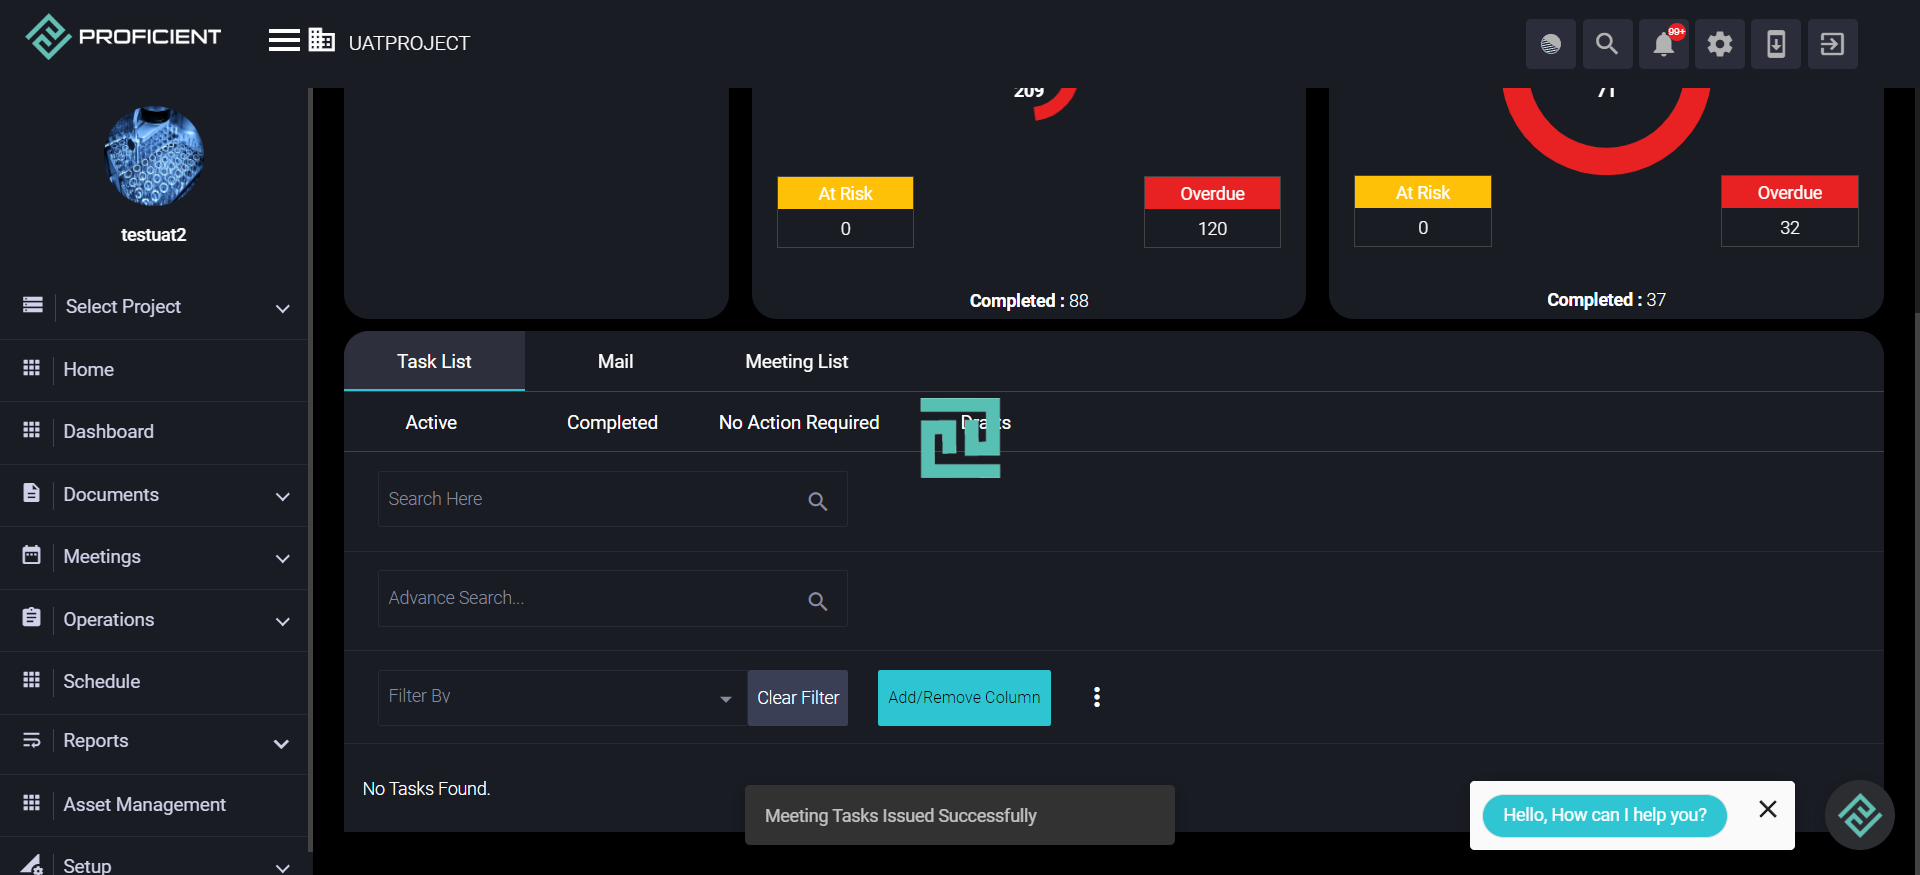 PROFICIENT
UATPROJECT
99+
testuat2
Select Project
Home
Dashboard
Documents
Meetings
Operations
Schedule
Reports
Asset Management
Setup
209
71
At Risk
0
Overdue
120
At Risk
0
Overdue
32
Completed : 88
Completed : 37
Task List
Mail
Meeting List
Active
Completed
No Action Required
Drafts
Search Here
Advance Search...
Filter By
Clear Filter
Add/Remove Column
No Tasks Found.
Meeting Tasks Issued Successfully
Hello, How can I help you?